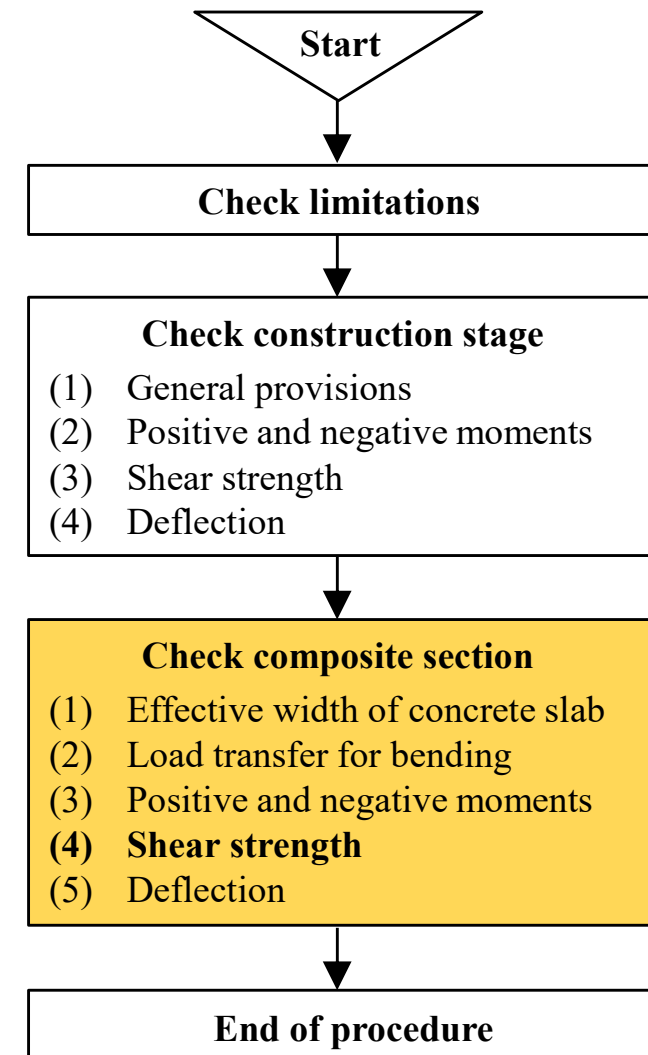 Start
Check limitations
Check construction stage
(1) General provisions
(2) Positive and negative moments
(3) Shear strength
(4) Deflection
Check composite section
(1) Effective width of concrete slab
(2) Load transfer for bending
(3) Positive and negative moments
(4) Shear strength
(5) Deflection
End of procedure